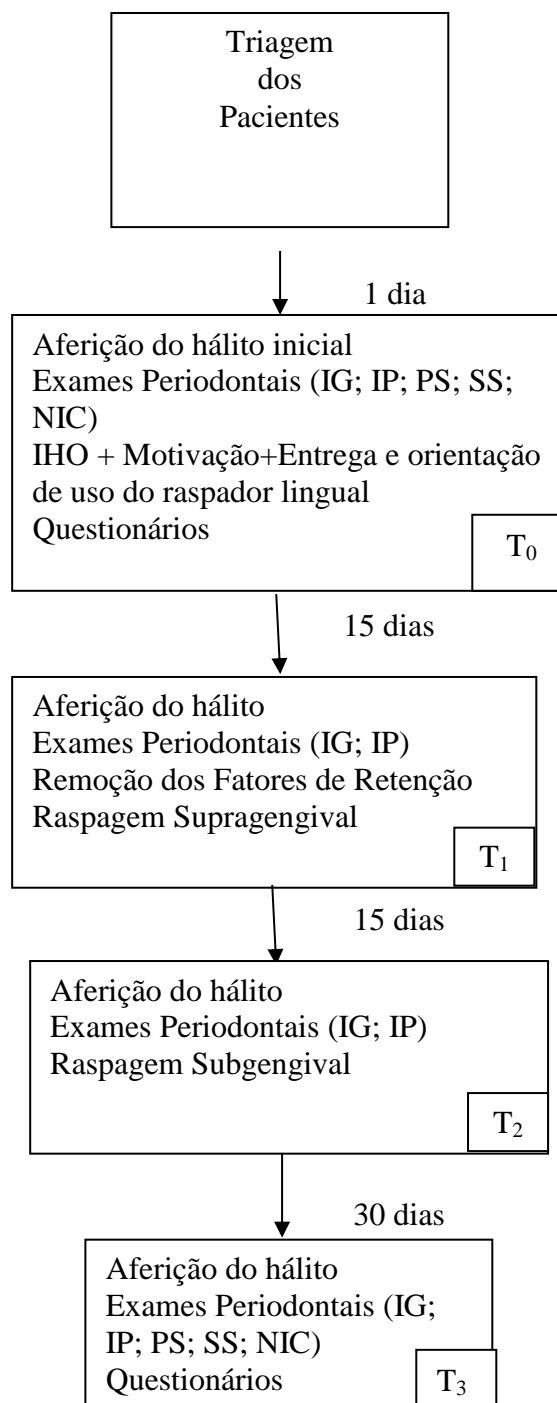 Triagem
dos
Pacientes
1 dia
Aferição do hálito inicial
Exames Periodontais (IG; IP; PS; SS;
NIC)
IHO + Motivação+Entrega e orientação
de uso do raspador lingual
Questionários
T₀
15 dias
Aferição do hálito
Exames Periodontais (IG; IP)
Remoção dos Fatores de Retenção
Raspagem Supragengival
T₁
15 dias
Aferição do hálito
Exames Periodontais (IG; IP)
Raspagem Subgengival
T₂
30 dias
Aferição do hálito
Exames Periodontais (IG;
IP; PS; SS; NIC)
Questionários
T₃